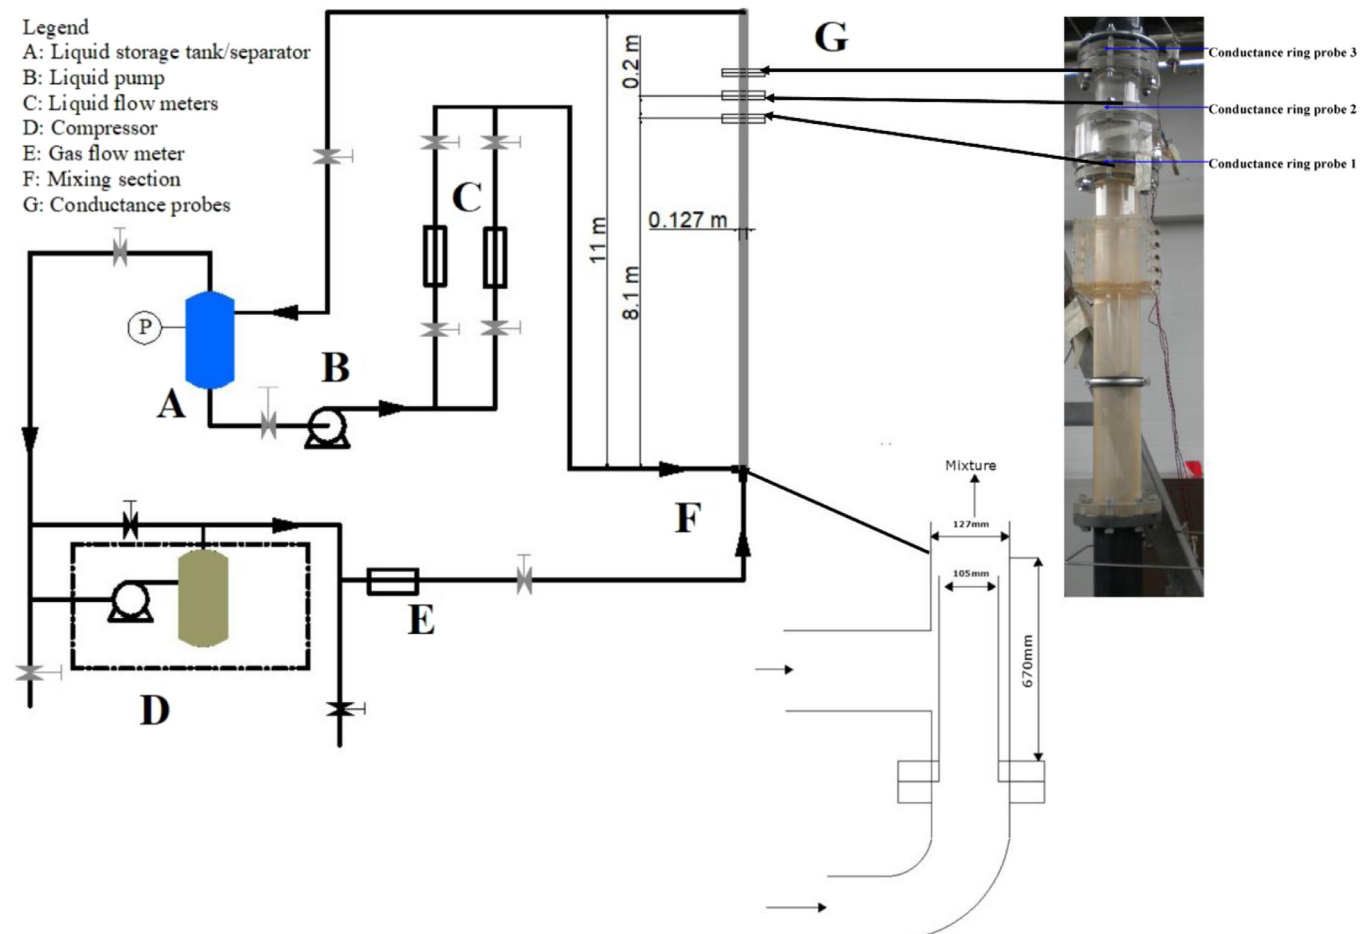 Legend
A: Liquid storage tank/separator
B: Liquid pump
C: Liquid flow meters
D: Compressor
E: Gas flow meter
F: Mixing section
G: Conductance probes
G
0.2 m
Conductance ring probe 3
Conductance ring probe 2
Conductance ring probe 1
C
0.127 m
11 m
8.1 m
P
A
B
F
E
D
Mixture
127mm
105mm
670mm